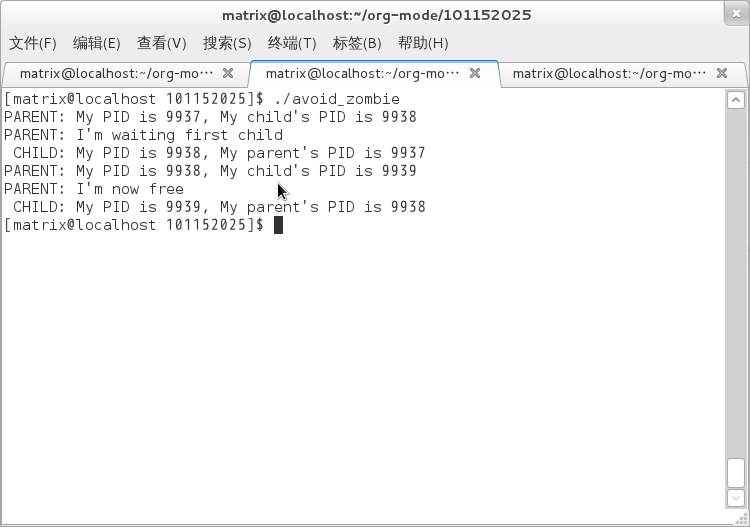 matrix@localhost:~/org-mode/101152025
文件(F) 编辑(E) 查看(V) 搜索(S) 终端(T) 标签(B) 帮助(H)
matrix@localhost:~/org-mo··· matrix@localhost:~/org-mo··· matrix@localhost:~/org-mo···
[matrix@localhost 101152025]$ ./avoid_zombie
PARENT: My PID is 9937, My child's PID is 9938
PARENT: I'm waiting first child
 CHILD: My PID is 9938, My parent's PID is 9937
PARENT: My PID is 9938, My child's PID is 9939
PARENT: I'm now free
 CHILD: My PID is 9939, My parent's PID is 9938
[matrix@localhost 101152025]$